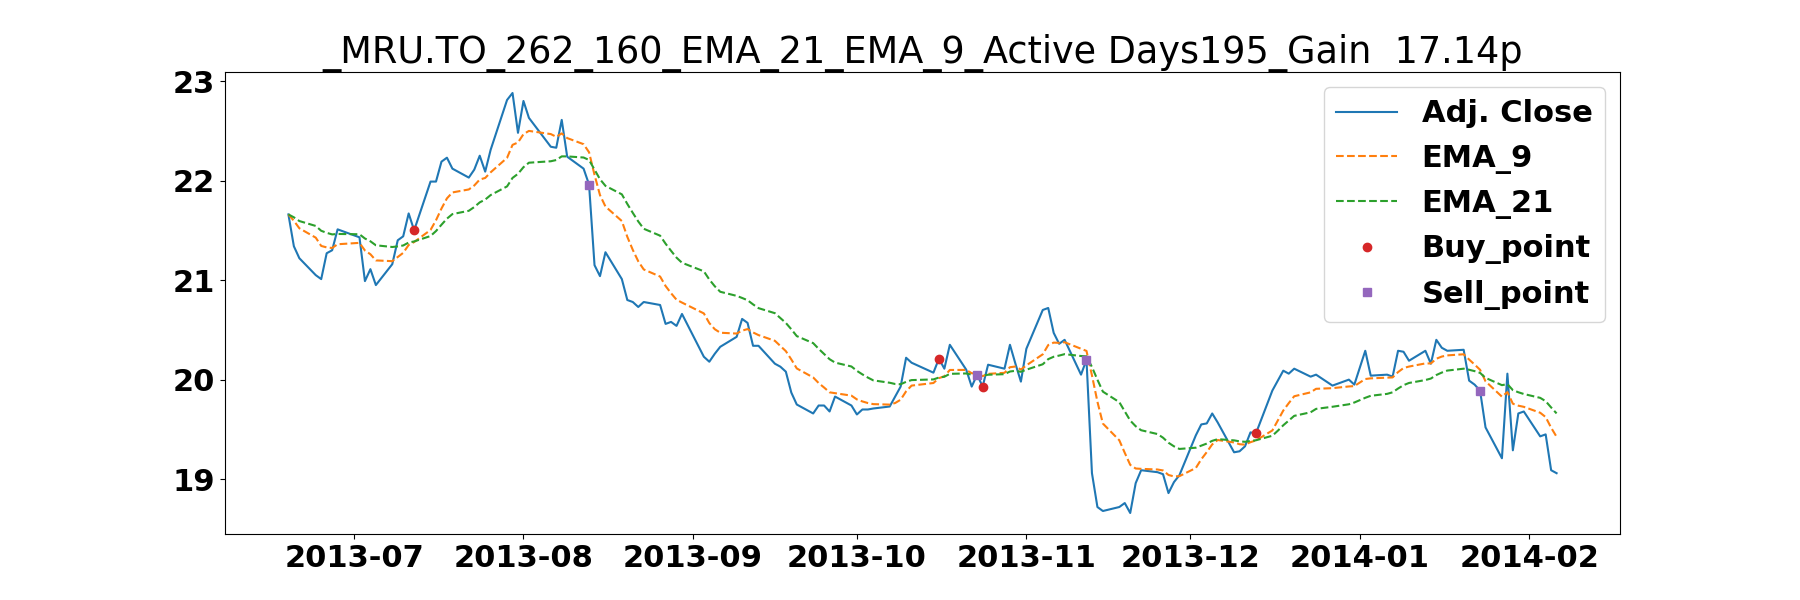 _MRU.TO_262_160_EMA_21_EMA_9_Active Days195_Gain  17.14p
23
22
21
20
19
Adj. Close
EMA_9
EMA_21
Buy_point
Sell_point
2013-07 2013-08 2013-09 2013-10 2013-11 2013-12 2014-01 2014-02